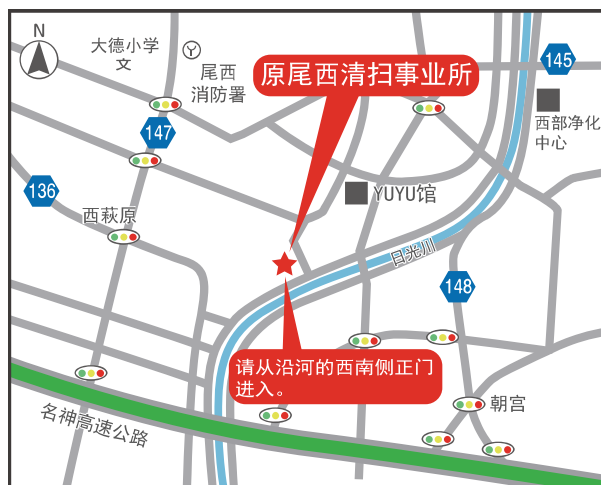 N
大德小学
文
Y
尾西
消防署
原尾西清扫事业所
145
西部净化
中心
147
136
YUYU馆
西萩原
日光川
148
请从沿河的西南侧正门
进入。
朝宫
名神高速公路